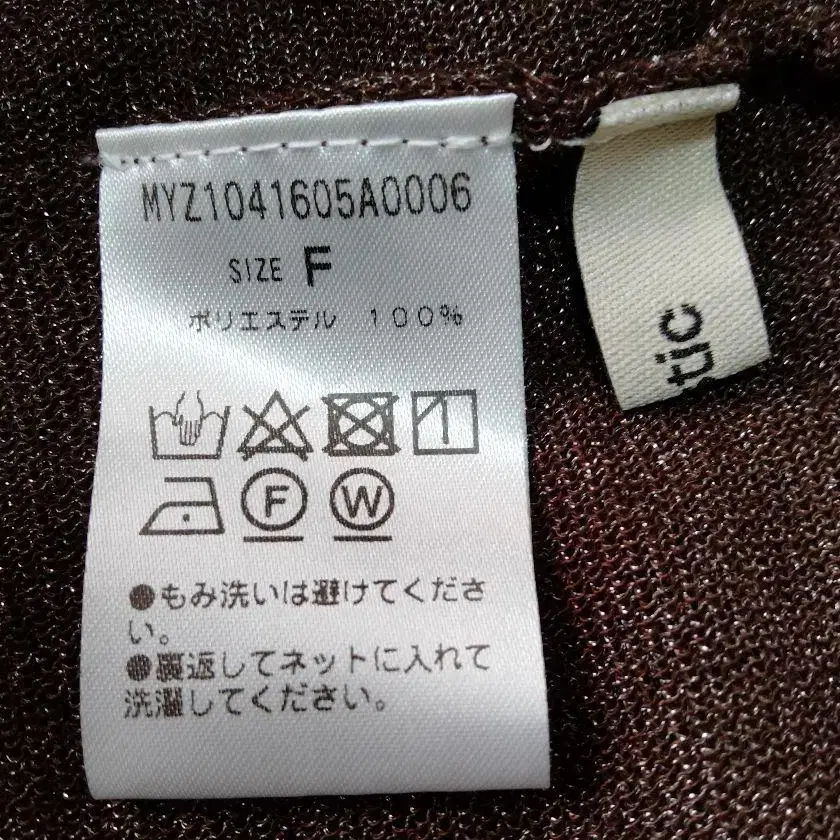 MYZ1041605A0006
SIZE F
ポリエステル 100%
F W
●もみ洗いは避けてくださ
い。
●裏返してネットに入れて
洗濯してください。
stic